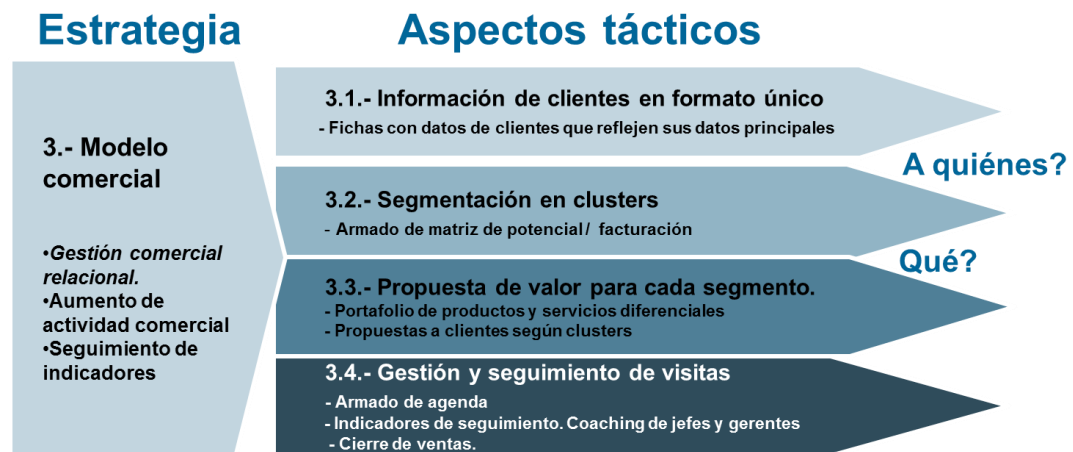 Estrategia
Aspectos tácticos
3.- Modelo
comercial
•Gestión comercial
relacional.
•Aumento de
actividad comercial
•Seguimiento de
indicadores
3.1.- Información de clientes en formato único
- Fichas con datos de clientes que reflejen sus datos principales
A quiénes?
3.2.- Segmentación en clusters
- Armado de matriz de potencial / facturación
Qué?
3.3.- Propuesta de valor para cada segmento.
- Portafolio de productos y servicios diferenciales
- Propuestas a clientes según clusters
3.4.- Gestión y seguimiento de visitas
- Armado de agenda
- Indicadores de seguimiento. Coaching de jefes y gerentes
- Cierre de ventas.